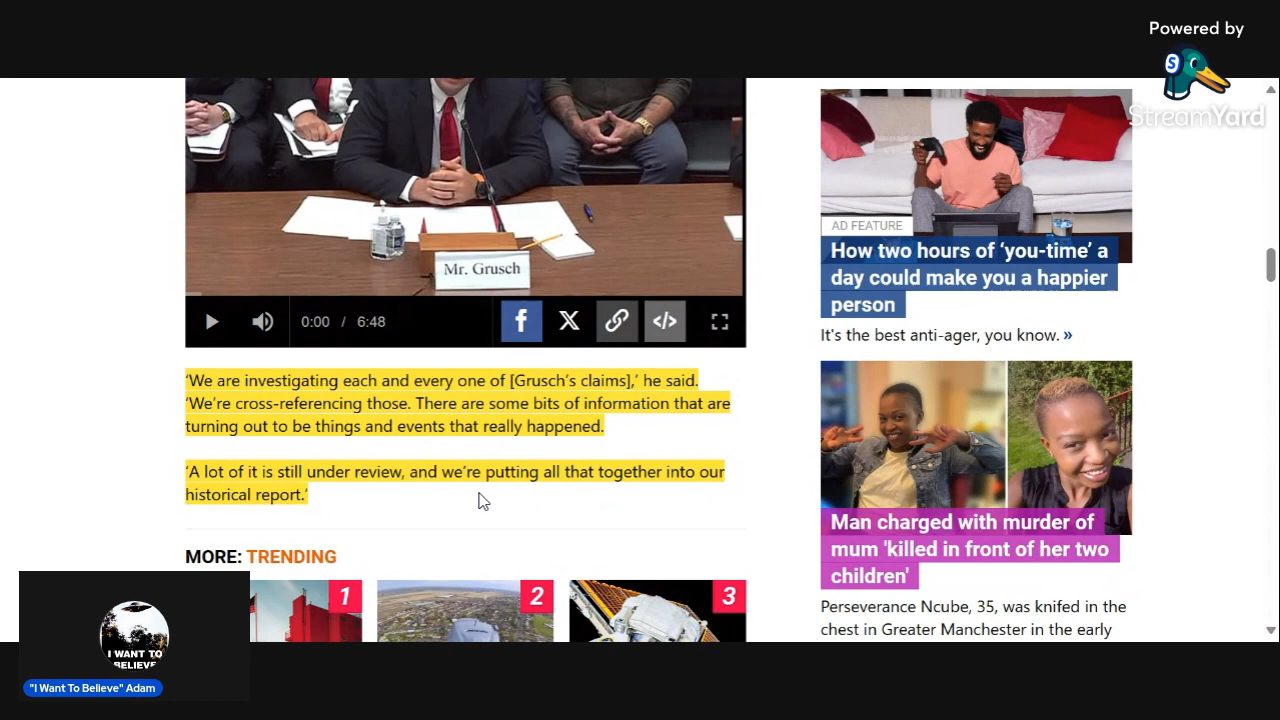 Powered by
StreamYard
Mr. Grusch
0:00 / 6:48
‘We are investigating each and every one of [Grusch’s claims],’ he said.
‘We’re cross-referencing those. There are some bits of information that are
turning out to be things and events that really happened.
‘A lot of it is still under review, and we’re putting all that together into our
historical report.’
MORE: TRENDING
1
2
3
AD FEATURE
How two hours of ‘you-time’ a
day could make you a happier
person
It's the best anti-ager, you know. »
Man charged with murder of
mum 'killed in front of her two
children'
Perseverance Ncube, 35, was knifed in the
chest in Greater Manchester in the early
I WANT TO
BELIEVE
"I Want To Believe" Adam